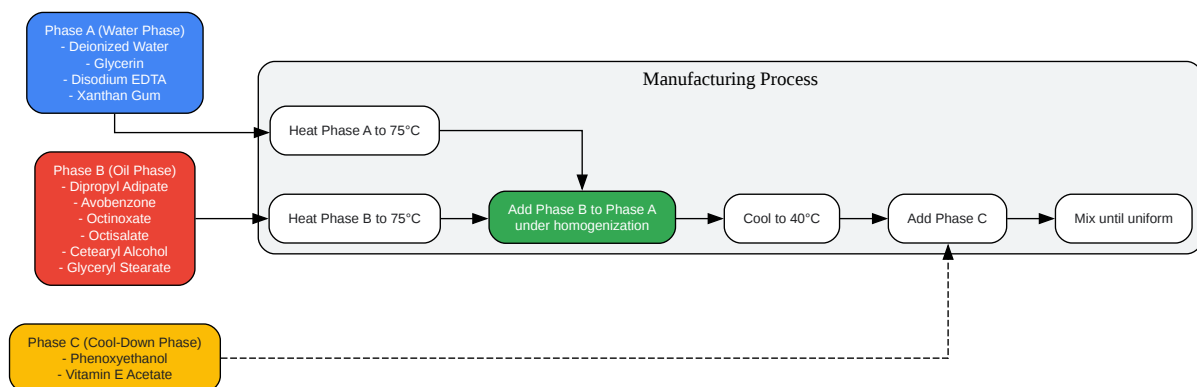 Phase A (Water Phase)
- Deionized Water
- Glycerin
- Disodium EDTA
- Xanthan Gum
Manufacturing Process
Heat Phase A to 75°C
Phase B (Oil Phase)
- Dipropyl Adipate
- Avobenzone
- Octinoxate
- Octisalate
- Cetearyl Alcohol
- Glyceryl Stearate
Heat Phase B to 75°C
Add Phase B to Phase A
under homogenization
Cool to 40°C
Add Phase C
Mix until uniform
Phase C (Cool-Down Phase)
- Phenoxyethanol
- Vitamin E Acetate